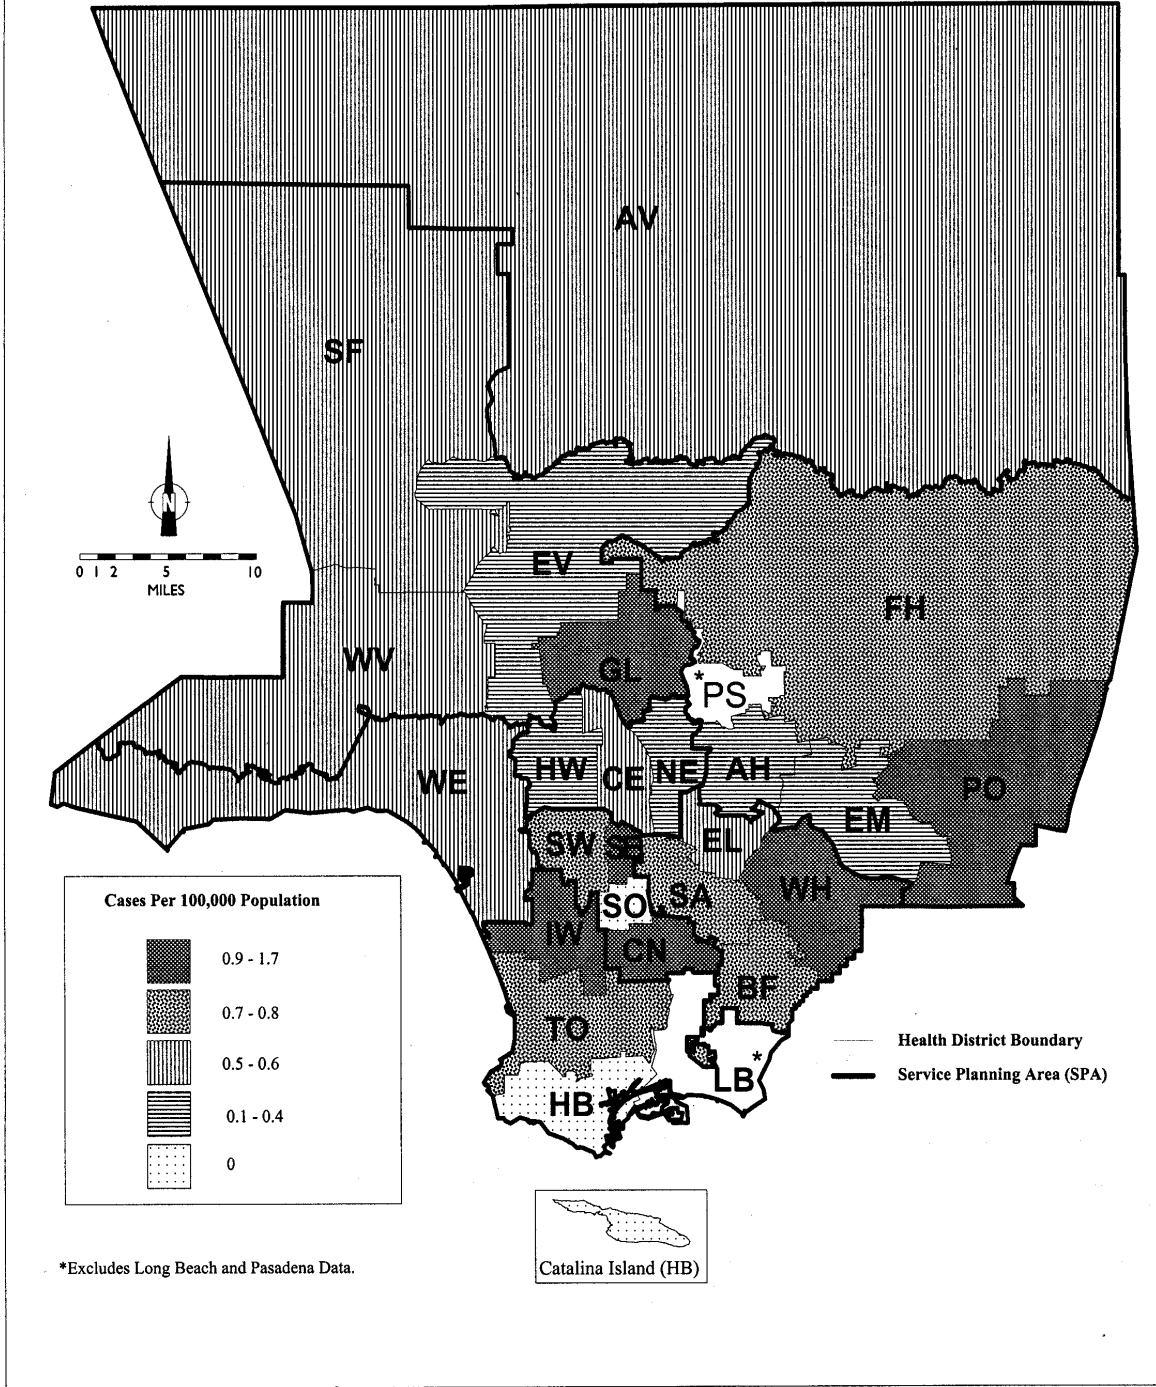 AV
SF
N
0 1 2 5 10
MILES
EV
FH
WV
GL
*PS
HW
CE
NE
AH
WE
PO
EM
SW
SE
EL
WH
SA
SO
IW
CN
BF
TO
LB*
HB
Cases Per 100,000 Population
0.9 - 1.7
0.7 - 0.8
0.5 - 0.6
0.1 - 0.4
0
Health District Boundary
Service Planning Area (SPA)
*Excludes Long Beach and Pasadena Data.
Catalina Island (HB)